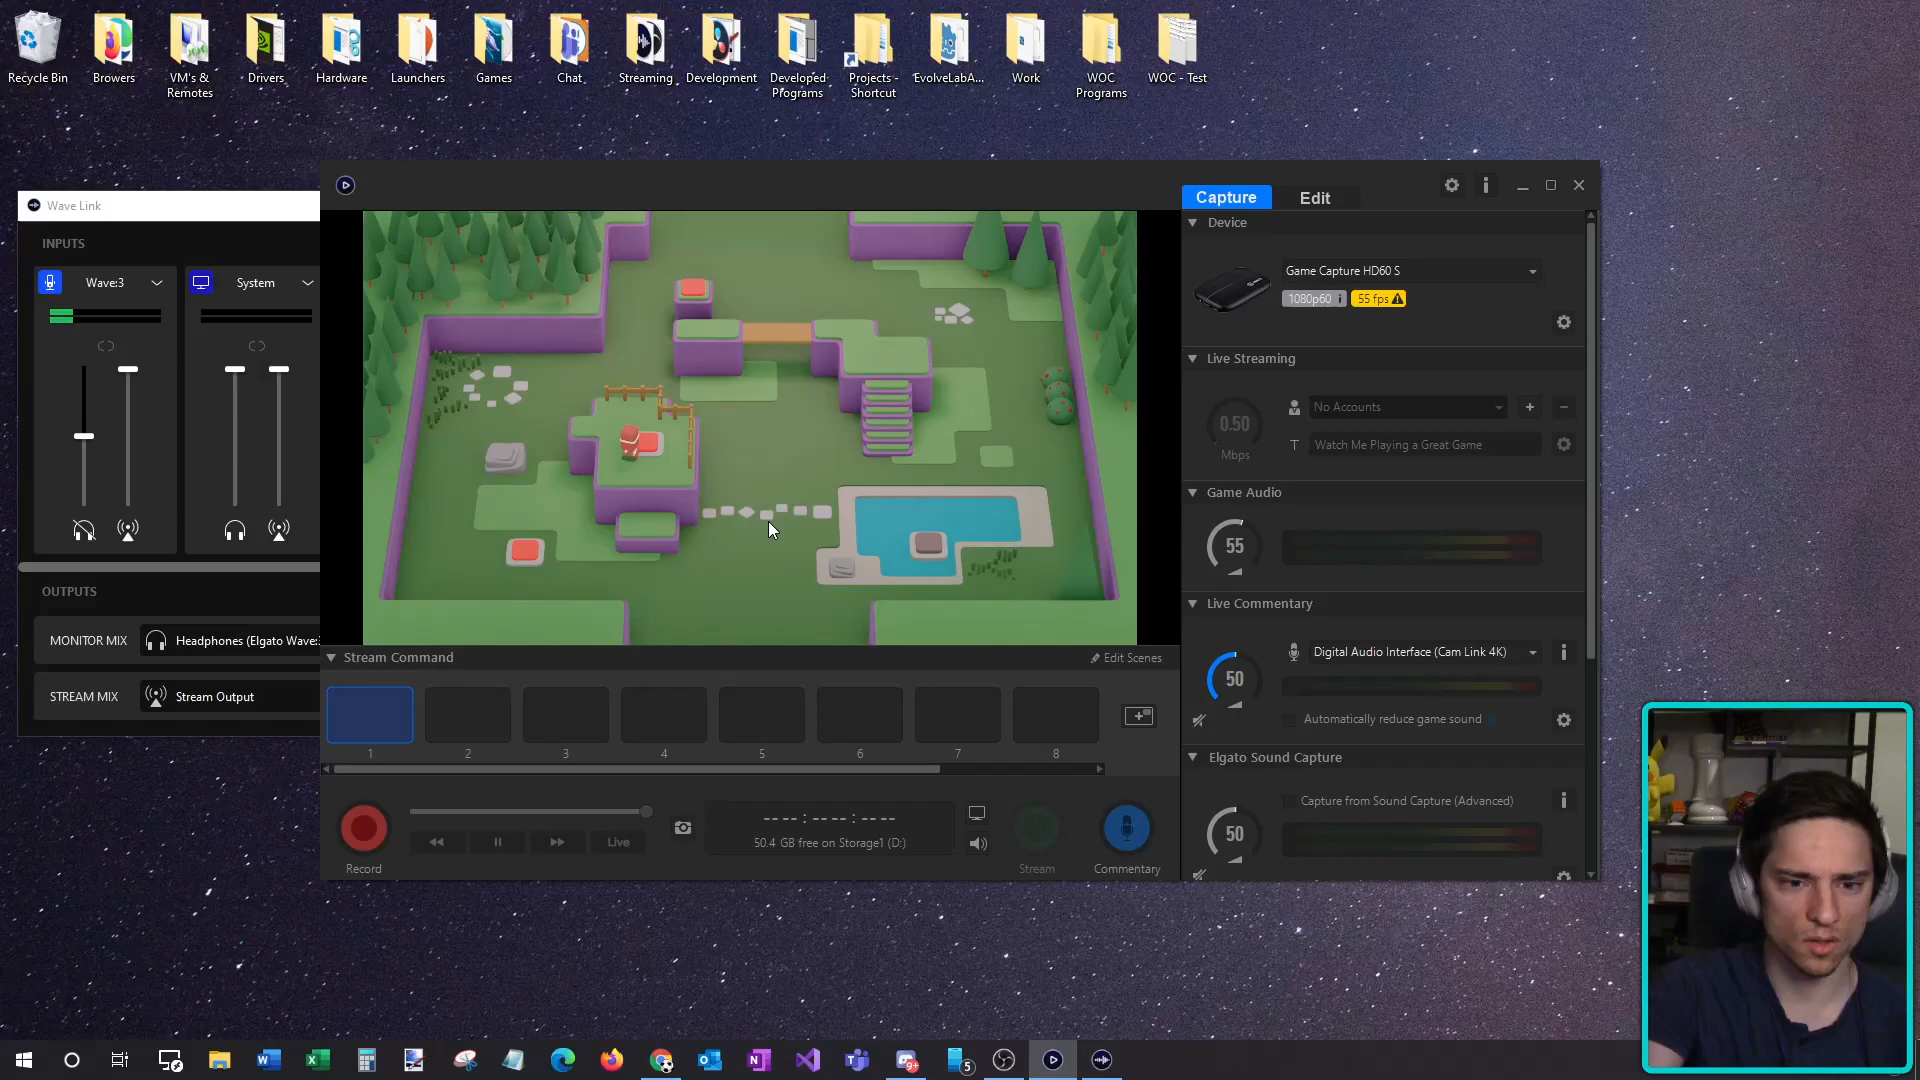 Recycle Bin
Browsers
VM's &
Remotes
Drivers
Hardware
Launchers
Games
Chat
Streaming
Development
Developed
Programs
Projects -
Shortcut
EvolveLabA...
Work
WOC
Programs
WOC - Test
Wave Link
INPUTS
Wave:3
System
OUTPUTS
MONITOR MIX
Headphones (Elgato Wave:
STREAM MIX
Stream Output
Capture
Edit
Device
Game Capture HD60 S
1080p60 i
55 fps
Live Streaming
0.50
Mbps
No Accounts
T
Watch Me Playing a Great Game
Game Audio
55
Live Commentary
50
Digital Audio Interface (Cam Link 4K)
Automatically reduce game sound
Elgato Sound Capture
Capture from Sound Capture (Advanced)
50
Stream Command
Edit Scenes
1
2
3
4
5
6
7
8
Record
Live
---- : ---- : ----
50.4 GB free on Storage1 (D:)
Stream
Commentary
5
9+